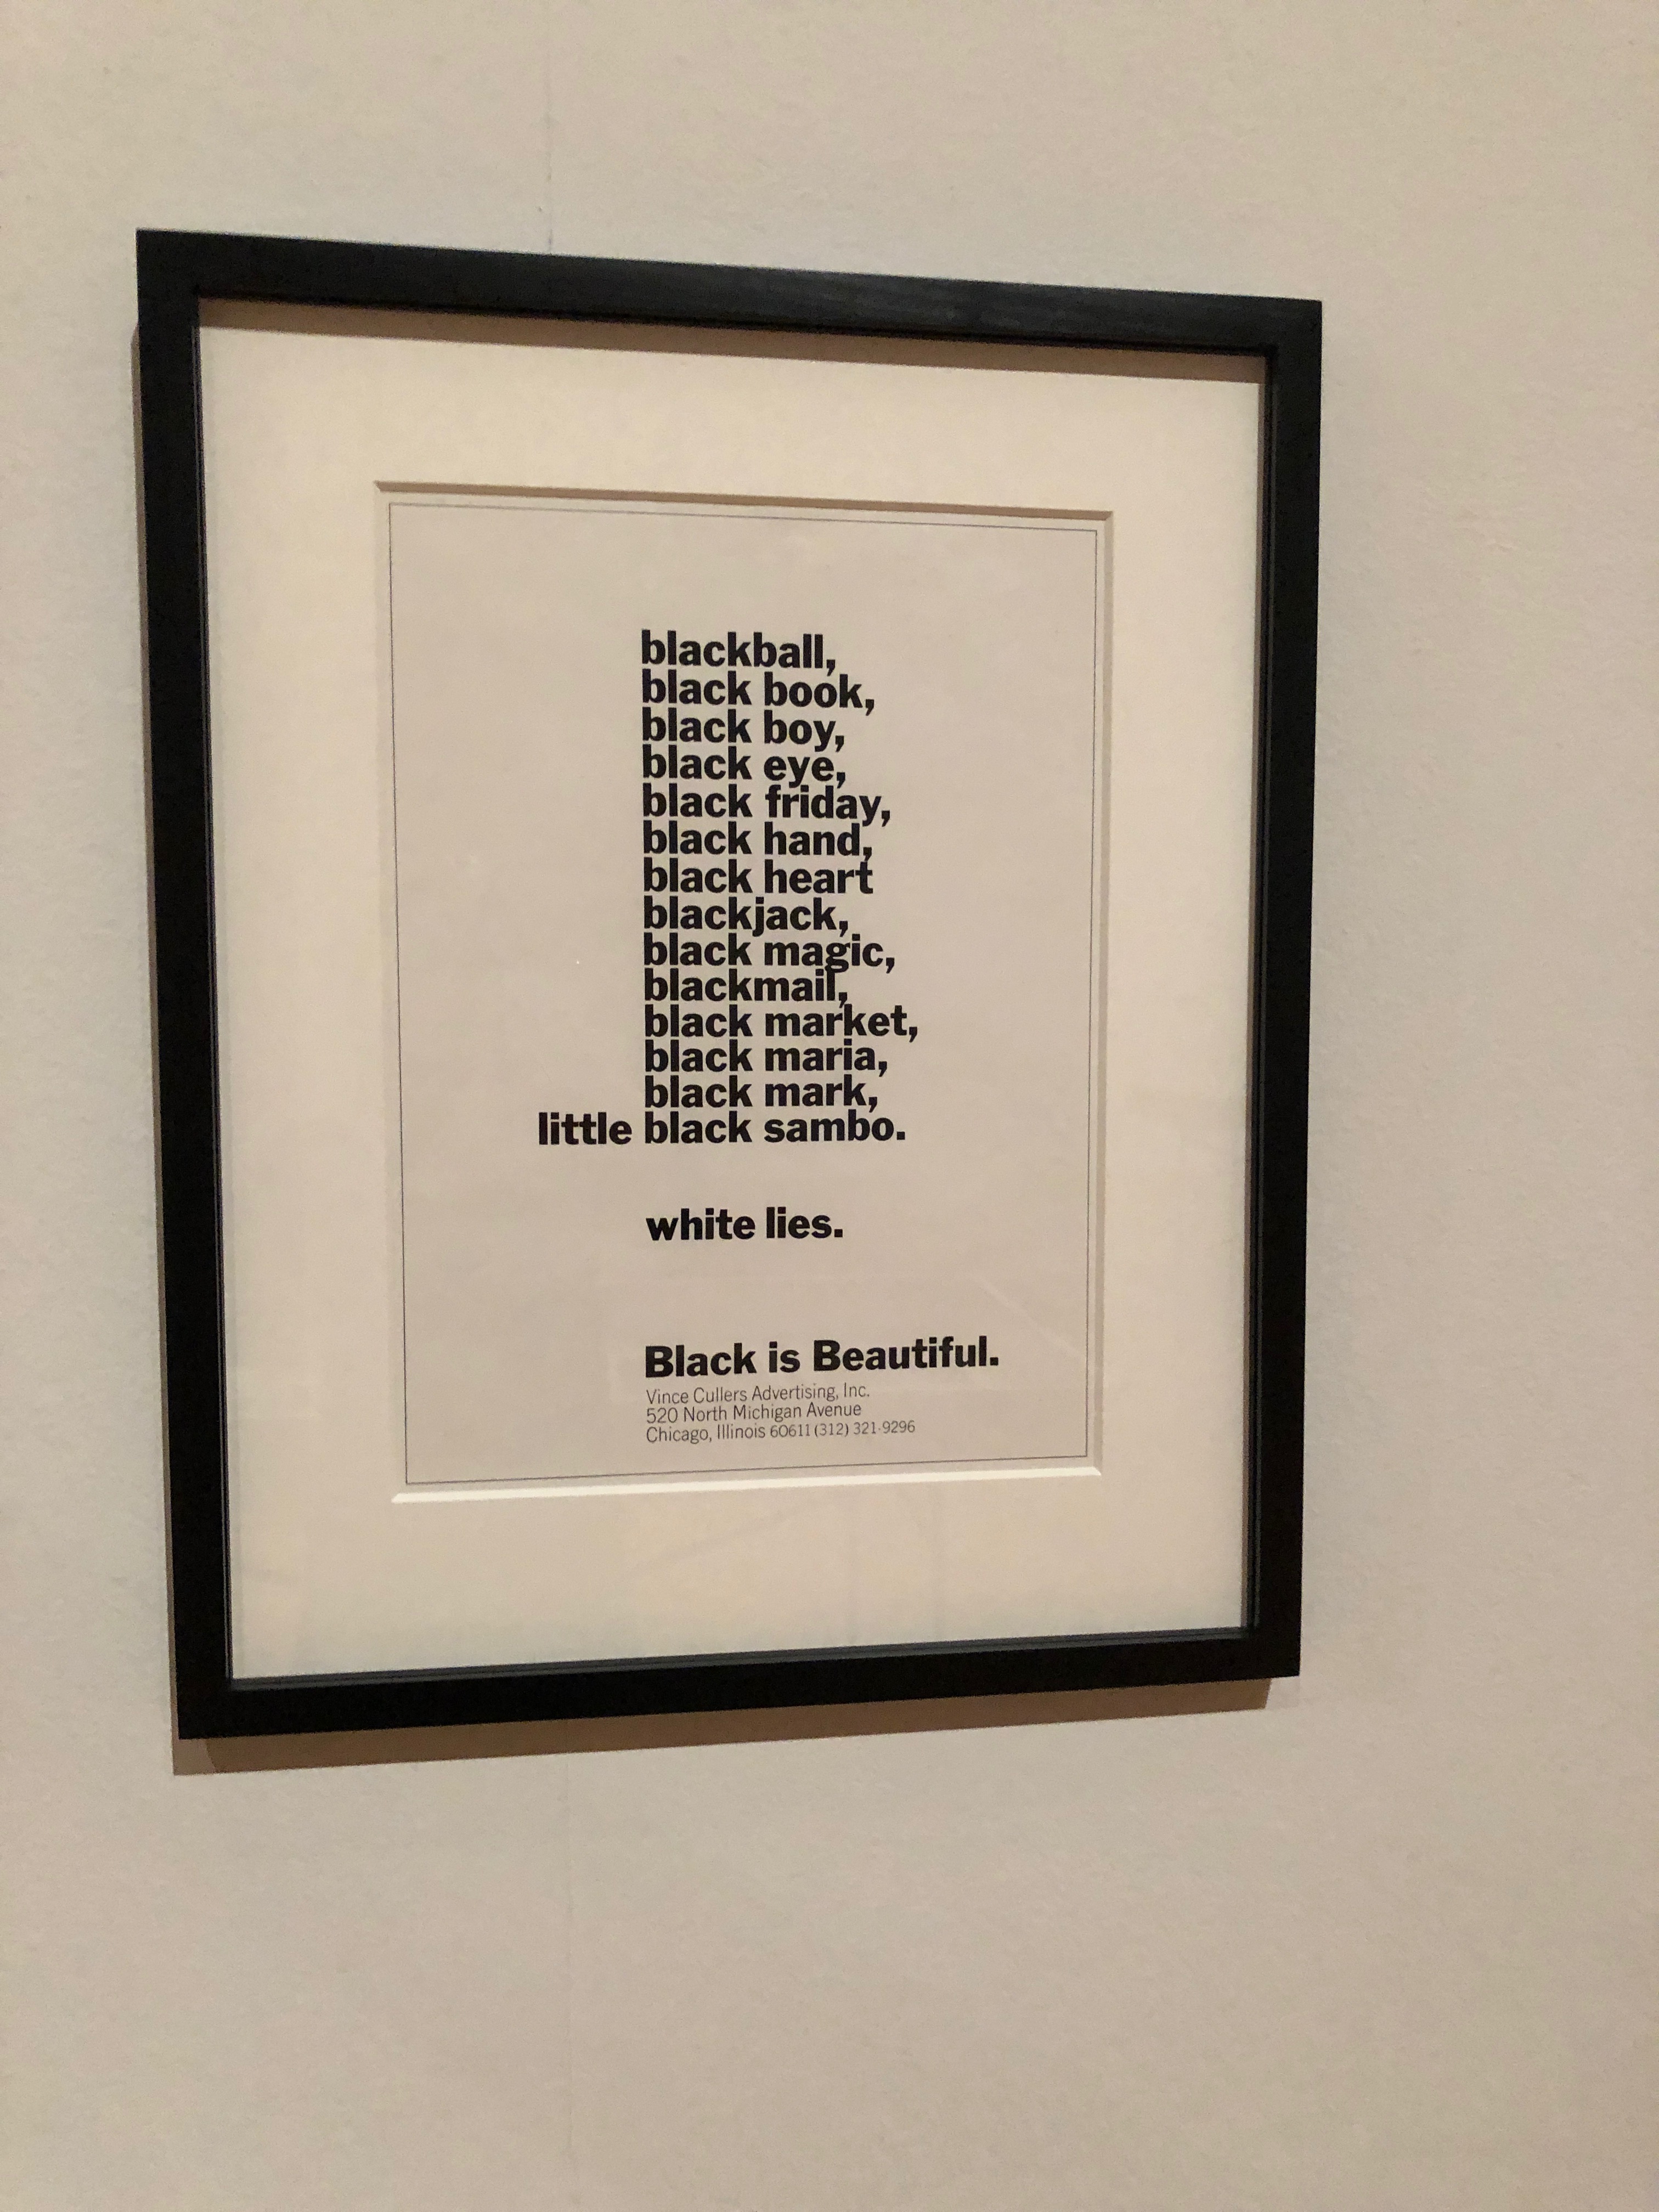 blackball,
black book,
black boy,
black eye,
black friday,
black hand,
black heart
blackjack,
black magic,
blackmail,
black market,
black maria,
black mark,
little black sambo.
white lies.
Black is Beautiful.
Vince Cullers Advertising, Inc.
520 North Michigan Avenue
Chicago, Illinois 60611 (312) 321-9296